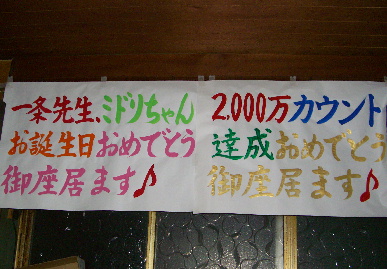 一条先生、ミドリちゃん
お誕生日おめでとう
御座居ます♪
2,000万カウント
達成おめでとう
御座居ます♪